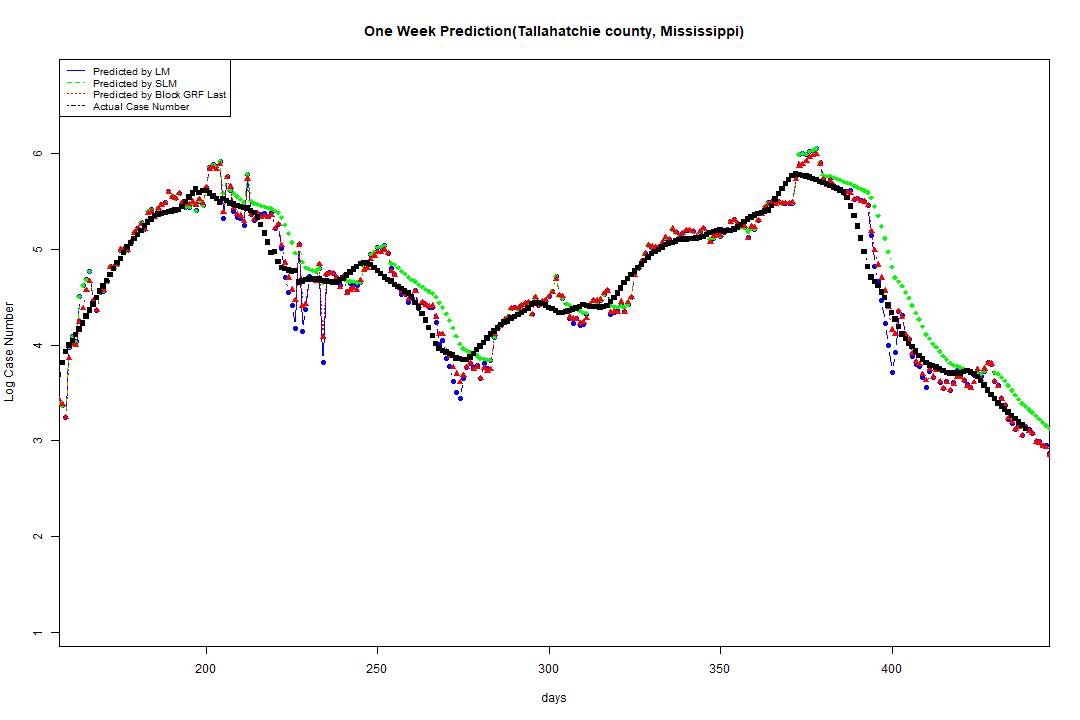 One Week Prediction(Tallahatchie county, Mississippi)
Predicted by LM
Predicted by SLM
Predicted by Block GRF Last
Actual Case Number
Log Case Number
6
5
4
3
2
1
200 250 300 350 400
days